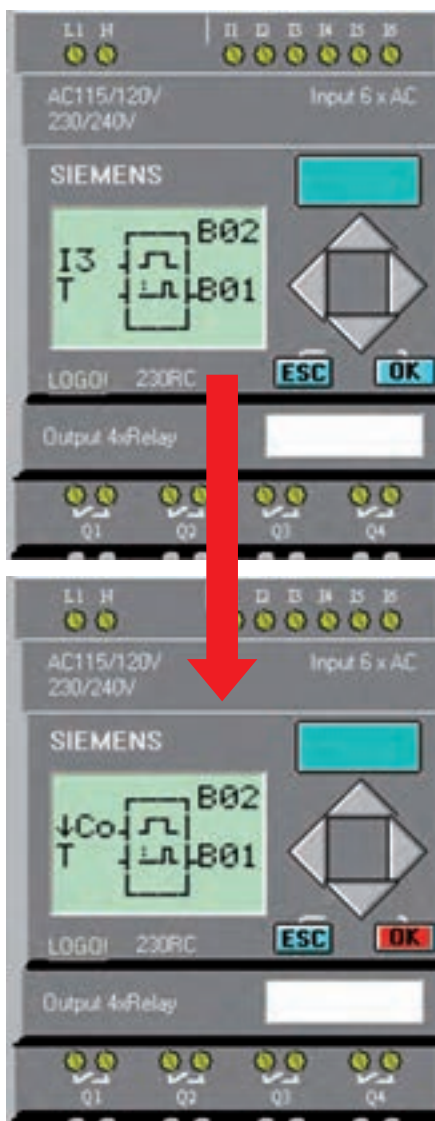 L1 N I1 I2 I3 I4 I5 I6
AC115/120V Input 6 x AC
230/240V
SIEMENS
B02
I3
T B01
ESC OK
LOGO! 230RC
Output 4xRelay
Q1 Q2 Q3 Q4
L1 N I2 I3 I4 I5 I6
AC115/120V Input 6 x AC
230/240V
SIEMENS
B02
↓Co
T B01
ESC OK
LOGO! 230RC
Output 4xRelay
Q1 Q2 Q3 Q4